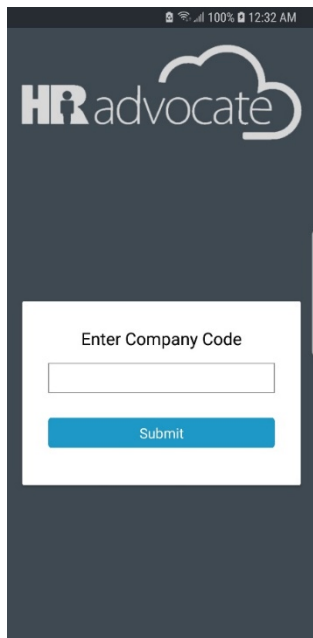 100% 12:32 AM
HR advocate
Enter Company Code
Submit